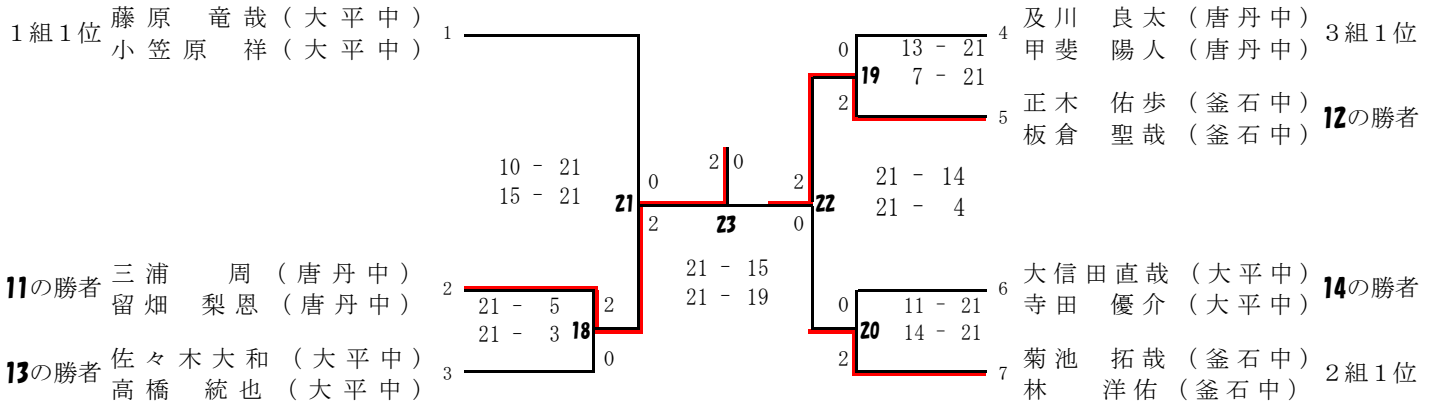 1組1位 藤原 竜哉(大平中) 1
小笠原 祥(大平中)
10 - 21
15 - 21
21
0
2
11の勝者 三浦 周(唐丹中) 2
留畑 梨恩(唐丹中)
21 - 5
21 - 3
18
2
0
13の勝者 佐々木大和(大平中) 3
高橋 統也(大平中)
2 0
23
21 - 15
21 - 19
4 及川 良太(唐丹中) 3組1位
甲斐 陽人(唐丹中)
0
13 - 21
7 - 21
19
2
5 正木 佑歩(釜石中) 12の勝者
板倉 聖哉(釜石中)
2
22
0
21 - 14
21 - 4
6 大信田直哉(大平中) 14の勝者
寺田 優介(大平中)
0
11 - 21
14 - 21
20
2
7 菊池 拓哉(釜石中) 2組1位
林 洋佑(釜石中)